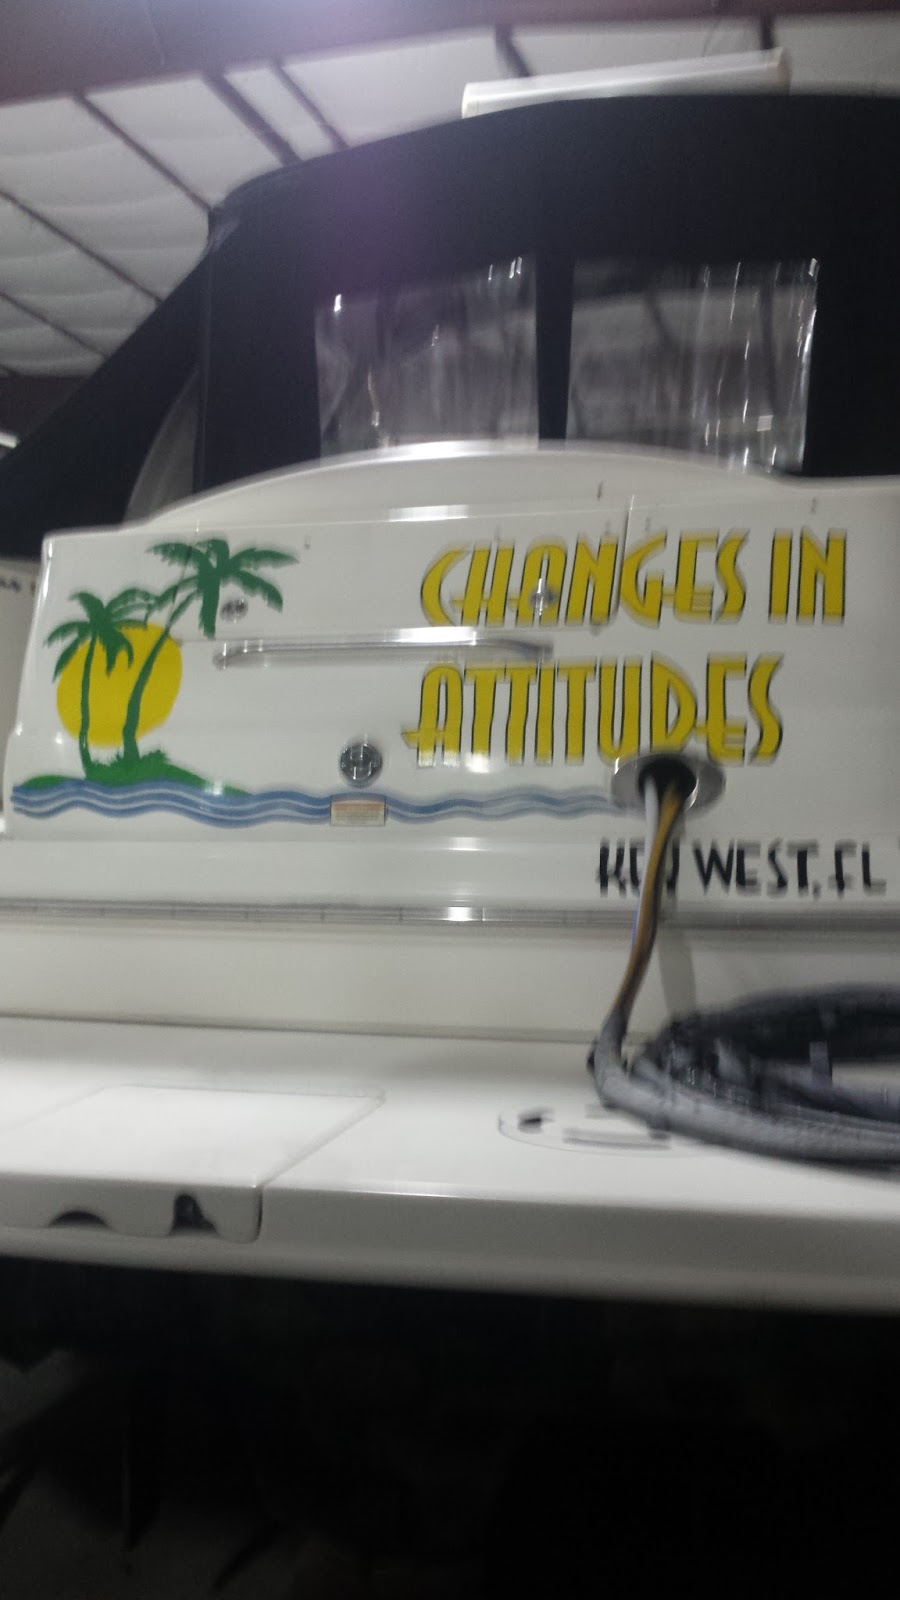 CHANGES IN
ATTITUDES
KEY WEST, FL